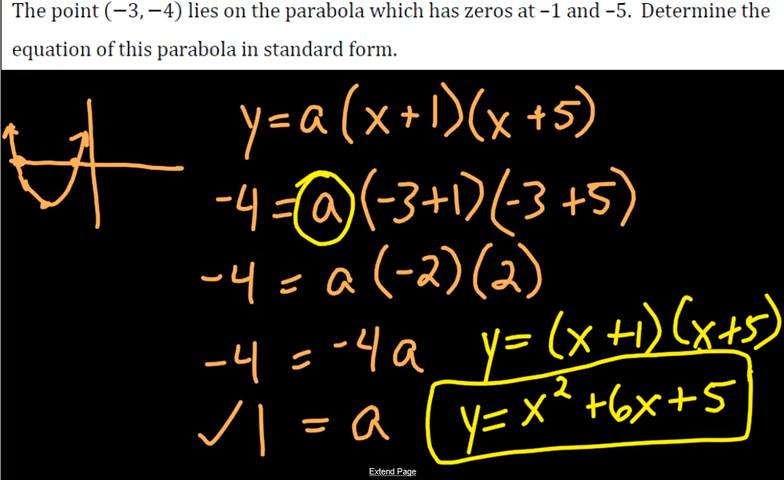 The point (−3, −4) lies on the parabola which has zeros at –1 and –5. Determine the
equation of this parabola in standard form.
y = a (x + 1)(x + 5)
-4 = a (-3+1)(-3 + 5)
-4 = a (-2)(2)
-4 = -4a
✓1 = a
y = (x + 1)(x+5)
y = x² + 6x + 5
Extend Page